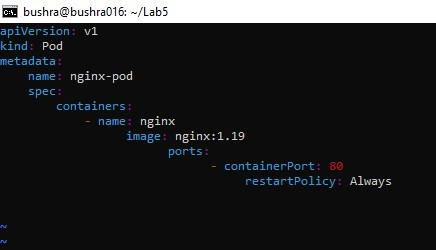 bushra@bushra016: ~/Lab5
apiVersion: v1
kind: Pod
metadata:
    name: nginx-pod
    spec:
        containers:
            - name: nginx
                  image: nginx:1.19
                        ports:
                              - containerPort: 80
                                   restartPolicy: Always
~
~